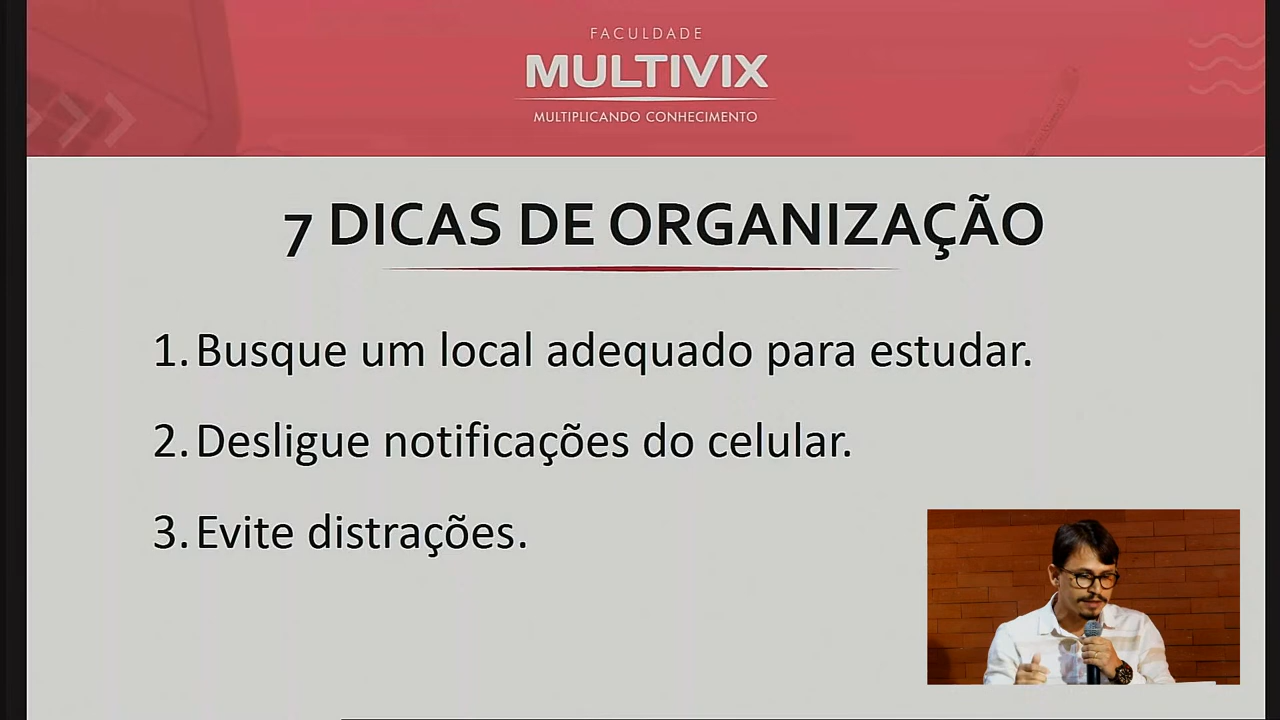 FACULDADE
MULTIVIX
MULTIPLICANDO CONHECIMENTO
7 DICAS DE ORGANIZAÇÃO
1. Busque um local adequado para estudar.
2. Desligue notificações do celular.
3. Evite distrações.